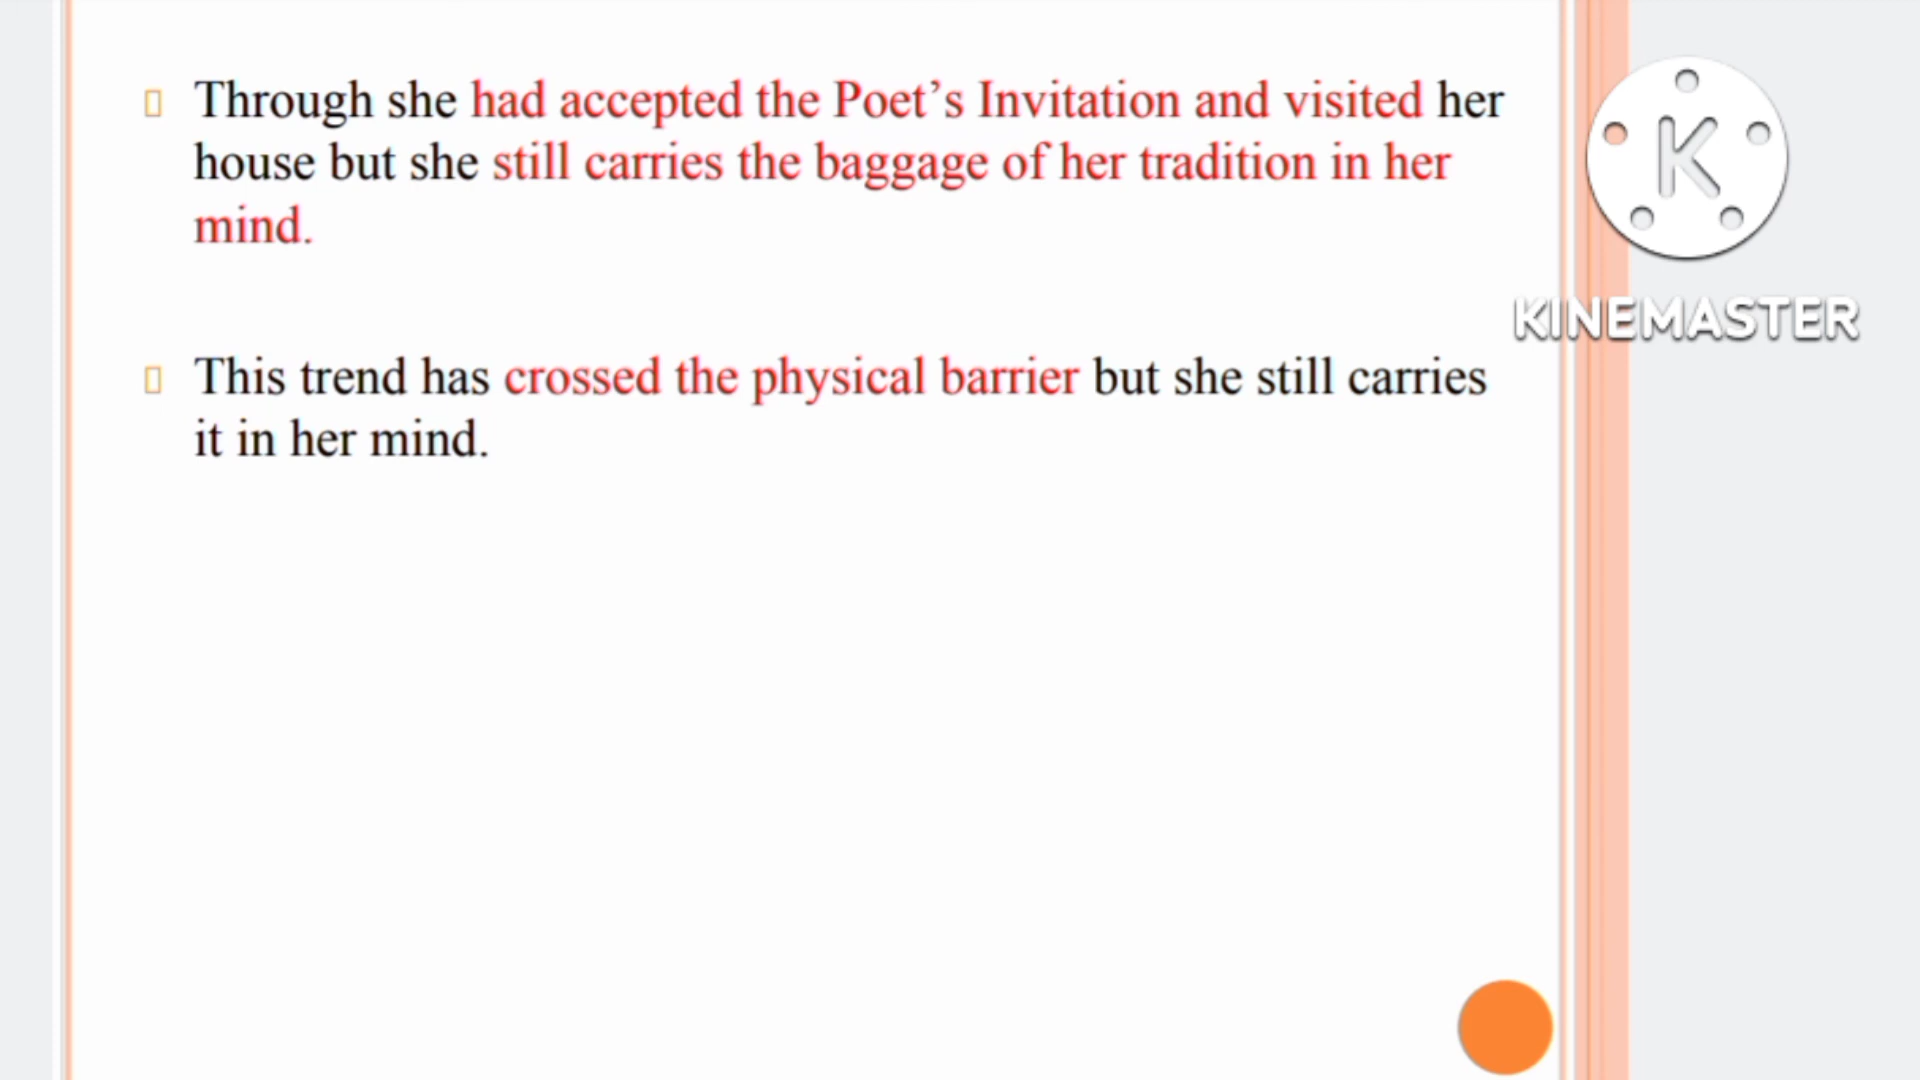 Through she had accepted the Poet’s Invitation and visited her
house but she still carries the baggage of her tradition in her
mind.
This trend has crossed the physical barrier but she still carries
it in her mind.
K
KINEMASTER